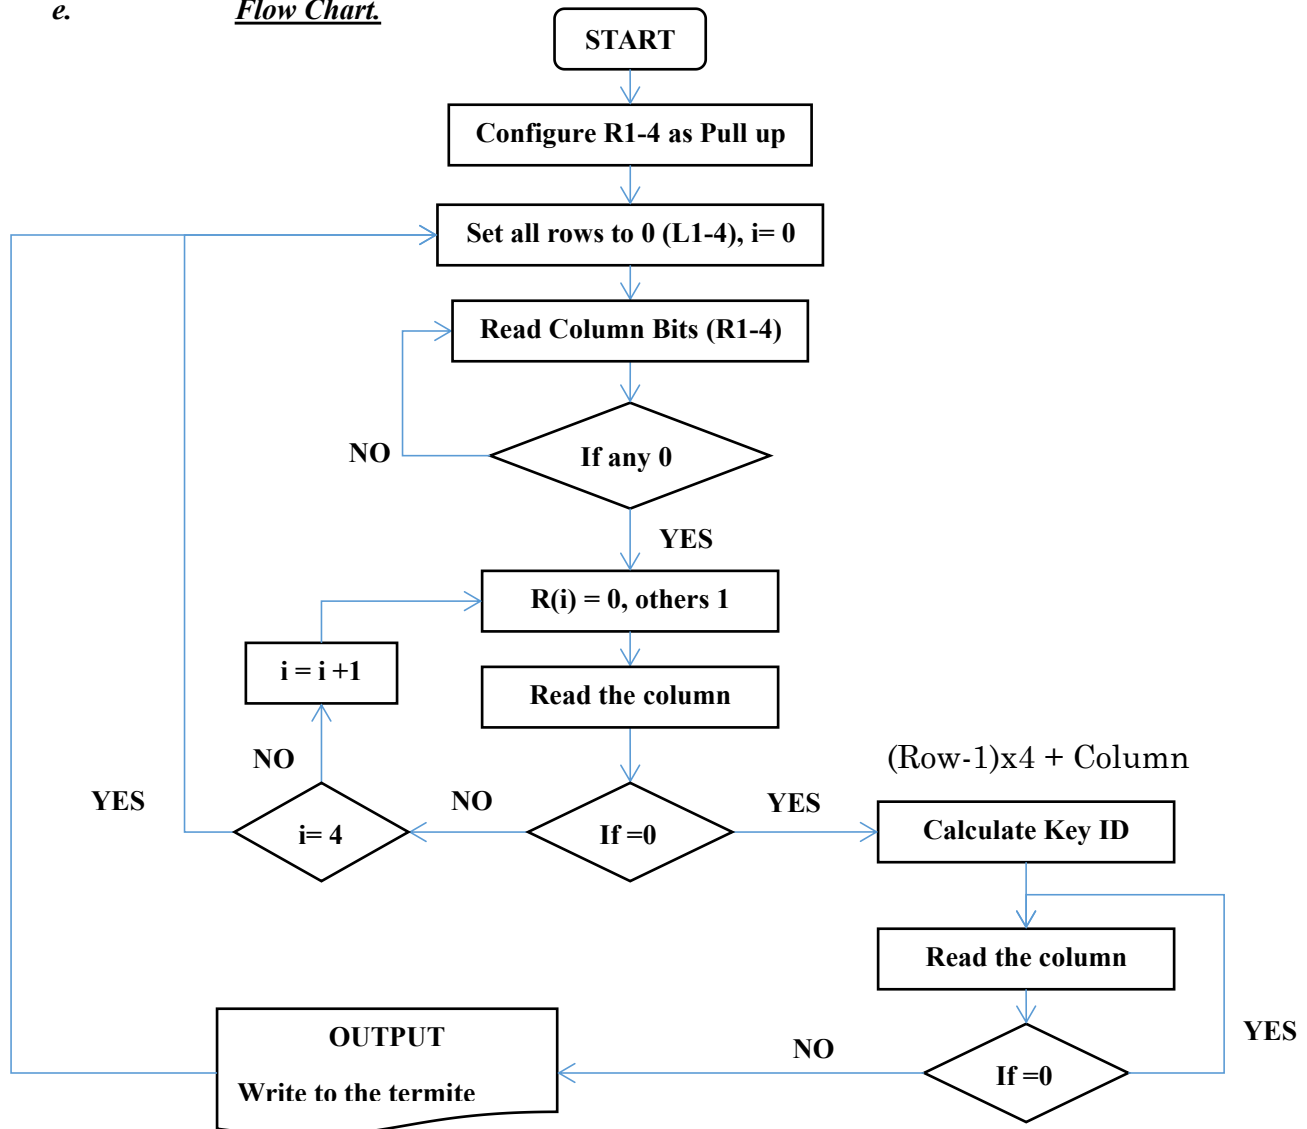 e. Flow Chart.
START
Configure R1-4 as Pull up
Set all rows to 0 (L1-4), i= 0
Read Column Bits (R1-4)
If any 0
NO
YES
R(i) = 0, others 1
i = i +1
Read the column
NO
YES
i= 4
NO
If =0
YES
(Row-1)x4 + Column
Calculate Key ID
Read the column
If =0
YES
NO
OUTPUT
Write to the termite